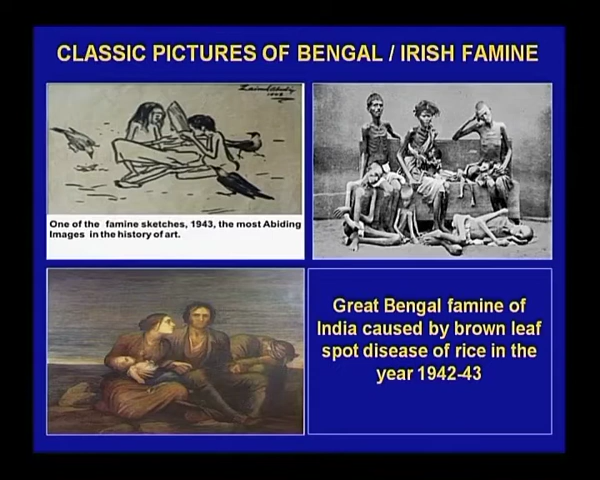 CLASSIC PICTURES OF BENGAL / IRISH FAMINE
One of the famine sketches, 1943, the most Abiding
Images in the history of art.
Great Bengal famine of
India caused by brown leaf
spot disease of rice in the
year 1942-43